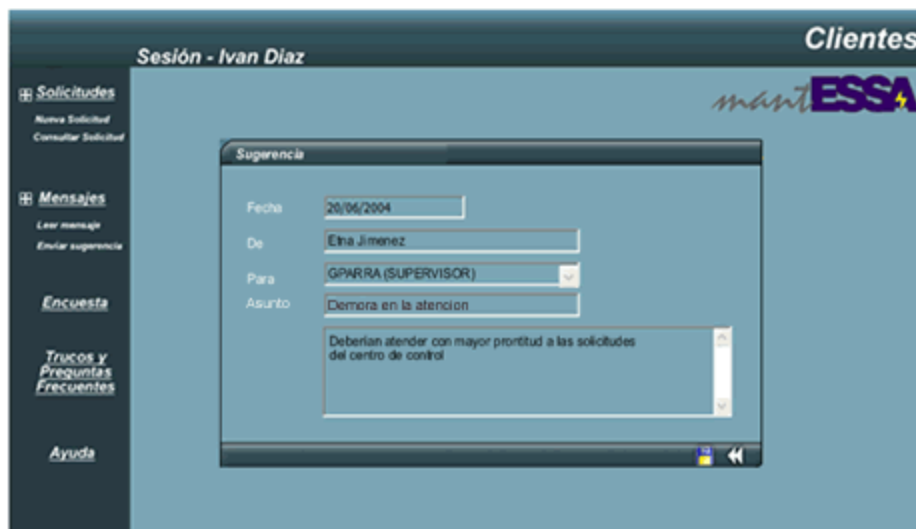 Clientes
Sesión - Ivan Diaz
mantESSA
Solicitudes
Nueva Solicitud
Consultar Solicitud
Mensajes
Leer mensaje
Enviar sugerencia
Encuesta
Trucos y
Preguntas
Frecuentes
Ayuda
Sugerencia
Fecha 20/06/2004
De Etna Jimenez
Para GPARRA (SUPERVISOR)
Asunto Demora en la atencion
Deberian atender con mayor prontitud a las solicitudes
del centro de control